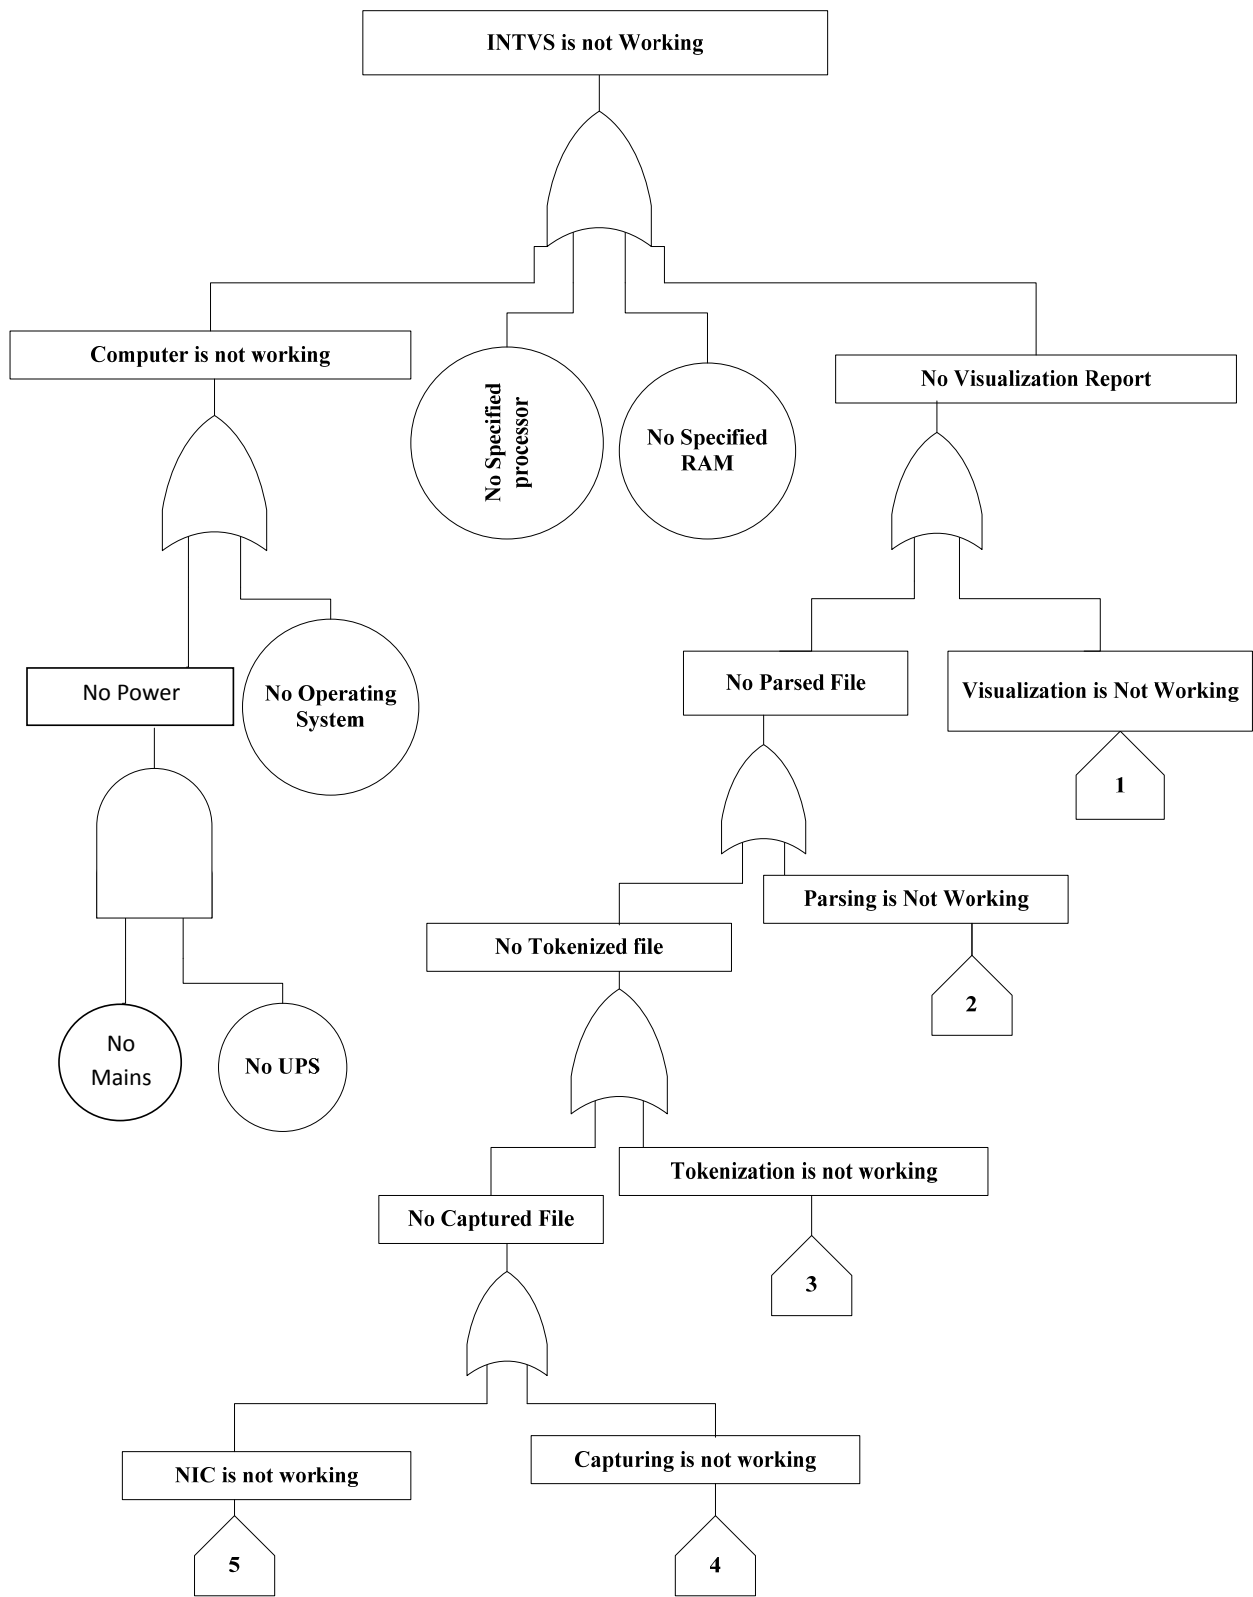 INTVS is not Working
Computer is not working
No Specified
processor
No Specified
RAM
No Visualization Report
No Power
No Operating
System
No Parsed File
Visualization is Not Working
1
Parsing is Not Working
No Tokenized file
2
No
Mains
No UPS
Tokenization is not working
No Captured File
3
NIC is not working
Capturing is not working
5
4